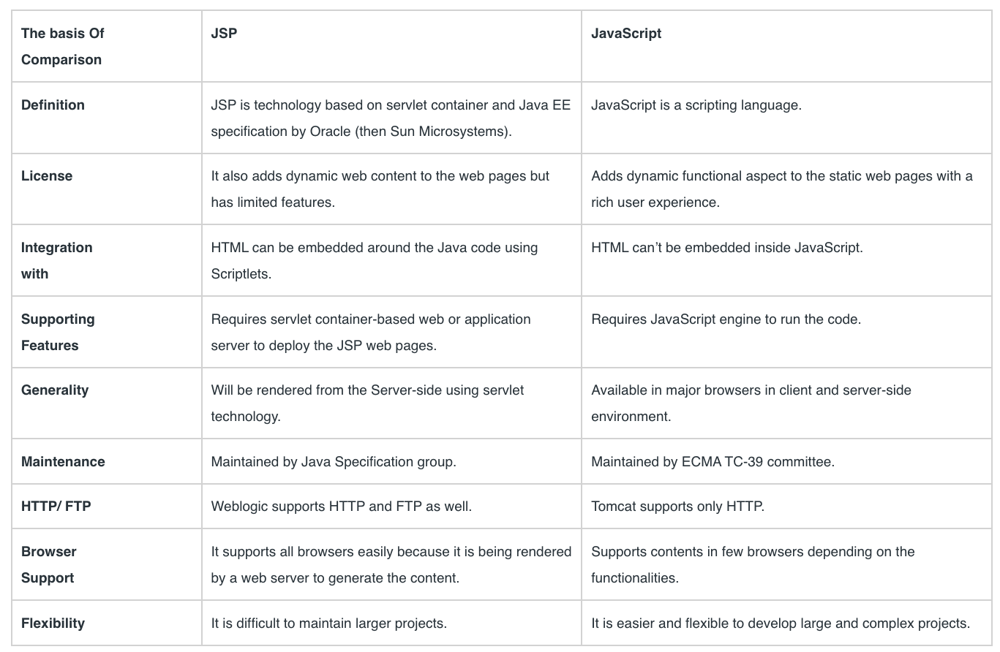 The basis Of
Comparison
JSP
JavaScript
Definition
JSP is technology based on servlet container and Java EE
specification by Oracle (then Sun Microsystems).
JavaScript is a scripting language.
License
It also adds dynamic web content to the web pages but
has limited features.
Adds dynamic functional aspect to the static web pages with a
rich user experience.
Integration
with
HTML can be embedded around the Java code using
Scriptlets.
HTML can’t be embedded inside JavaScript.
Supporting
Features
Requires servlet container-based web or application
server to deploy the JSP web pages.
Requires JavaScript engine to run the code.
Generality
Will be rendered from the Server-side using servlet
technology.
Available in major browsers in client and server-side
environment.
Maintenance
Maintained by Java Specification group.
Maintained by ECMA TC-39 committee.
HTTP/ FTP
Weblogic supports HTTP and FTP as well.
Tomcat supports only HTTP.
Browser
Support
It supports all browsers easily because it is being rendered
by a web server to generate the content.
Supports contents in few browsers depending on the
functionalities.
Flexibility
It is difficult to maintain larger projects.
It is easier and flexible to develop large and complex projects.